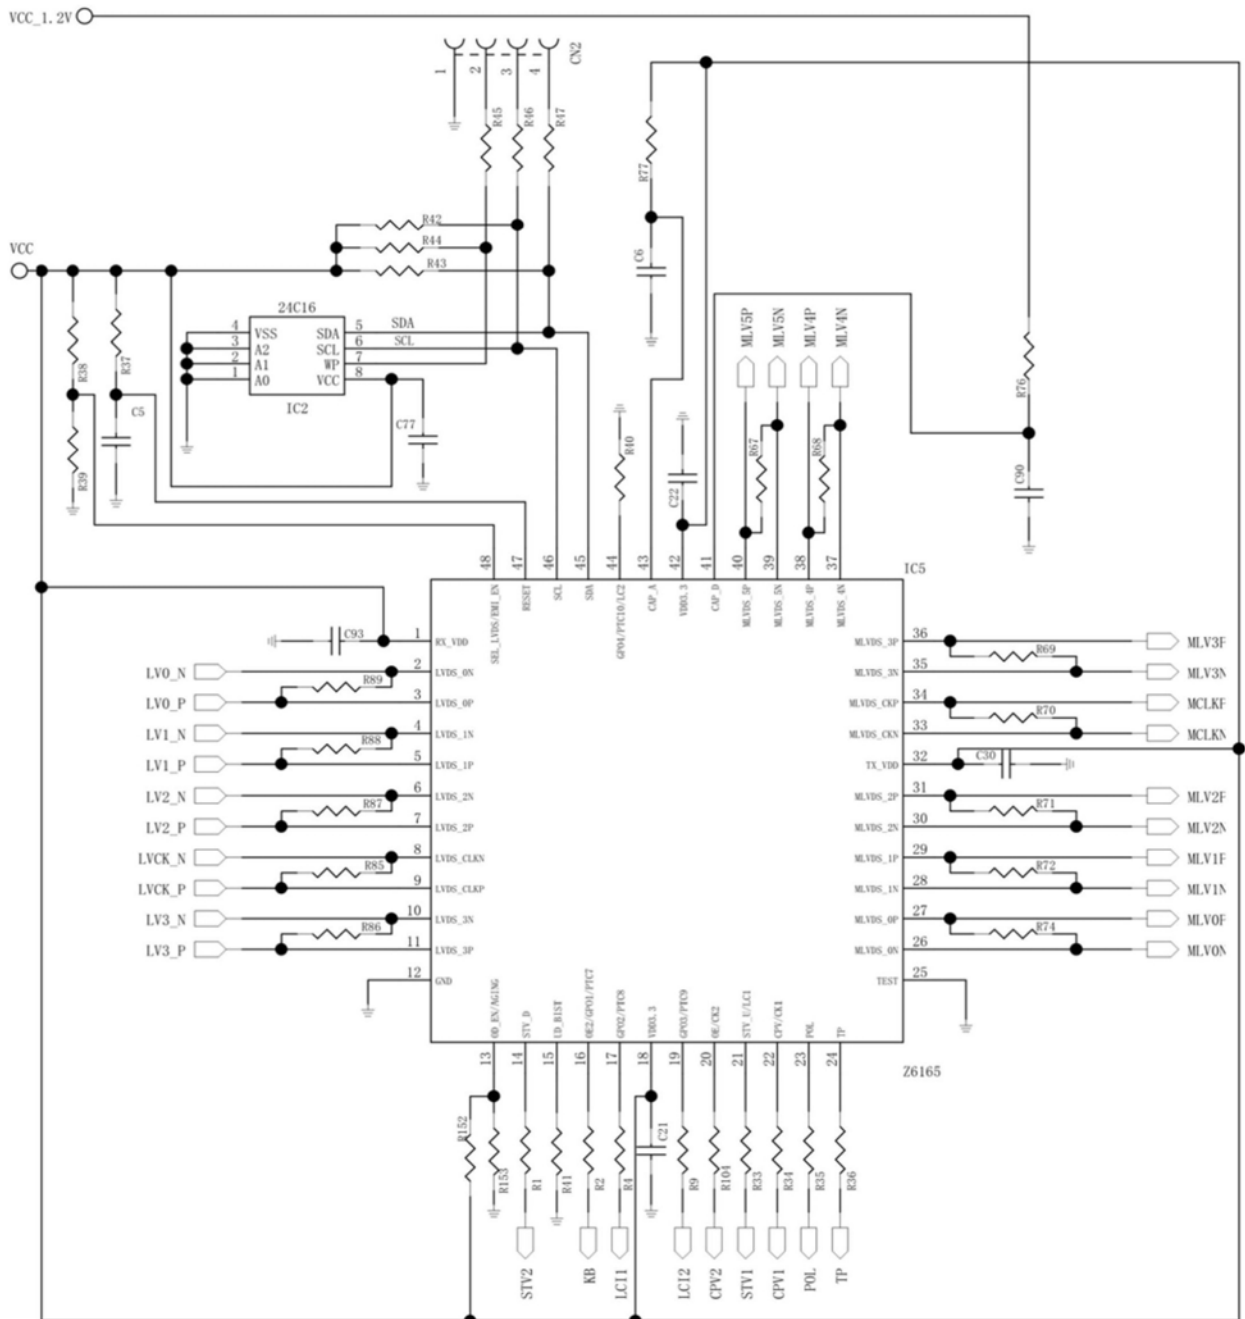 VCC_1.2V
1
2
3
4
CN2
R45
R46
R47
R77
R42
R44
R43
VCC
C6
24C16
4 VSS SDA 5 SDA
3 A2 SCL 6 SCL
2 A1 WP 7
1 A0 VCC 8
IC2
MLV5P
MLV5N
MLV4P
MLV4N
R38
R37
C5
R39
C77
R40
C22
R67
R68
R76
C90
48
47
46
45
44
43
42
41
40
39
38
37
IC5
SEL_LVDS/EMI_EN
RESET
SCL
SDA
GPO4/PTC10/LC2
CAP_A
VDD3.3
CAP_D
MLVDS_5P
MLVDS_5N
MLVDS_4P
MLVDS_4N
C93
1 RX_VDD
LV0_N 2 LVDS_0N
R89
LV0_P 3 LVDS_0P
LV1_N 4 LVDS_1N
R88
LV1_P 5 LVDS_1P
LV2_N 6 LVDS_2N
R87
LV2_P 7 LVDS_2P
LVCK_N 8 LVDS_CLKN
R85
LVCK_P 9 LVDS_CLKP
LV3_N 10 LVDS_3N
R86
LV3_P 11 LVDS_3P
12 GND
MLVDS_3P 36 MLV3P
R69
MLVDS_3N 35 MLV3N
MLVDS_CKP 34 MCLKP
R70
MLVDS_CKN 33 MCLKN
TX_VDD 32 C30
MLVDS_2P 31 MLV2P
R71
MLVDS_2N 30 MLV2N
MLVDS_1P 29 MLV1P
R72
MLVDS_1N 28 MLV1N
MLVDS_0P 27 MLV0P
R74
MLVDS_0N 26 MLV0N
TEST 25
OD_EN/AGING
STV_D
UD_BIST
OE2/GPO1/PTC7
GPO2/PTC8
VDD3.3
GPO3/PTC9
OE/CK2
STV_U/LC1
CPV/CK1
POL
TP
13
14
15
16
17
18
19
20
21
22
23
24
Z6165
R152
R153
R1
R41
R2
R4
C21
R9
R104
R33
R34
R35
R36
STV2
KB
LCI1
LCI2
CPV2
STV1
CPV1
POL
TP